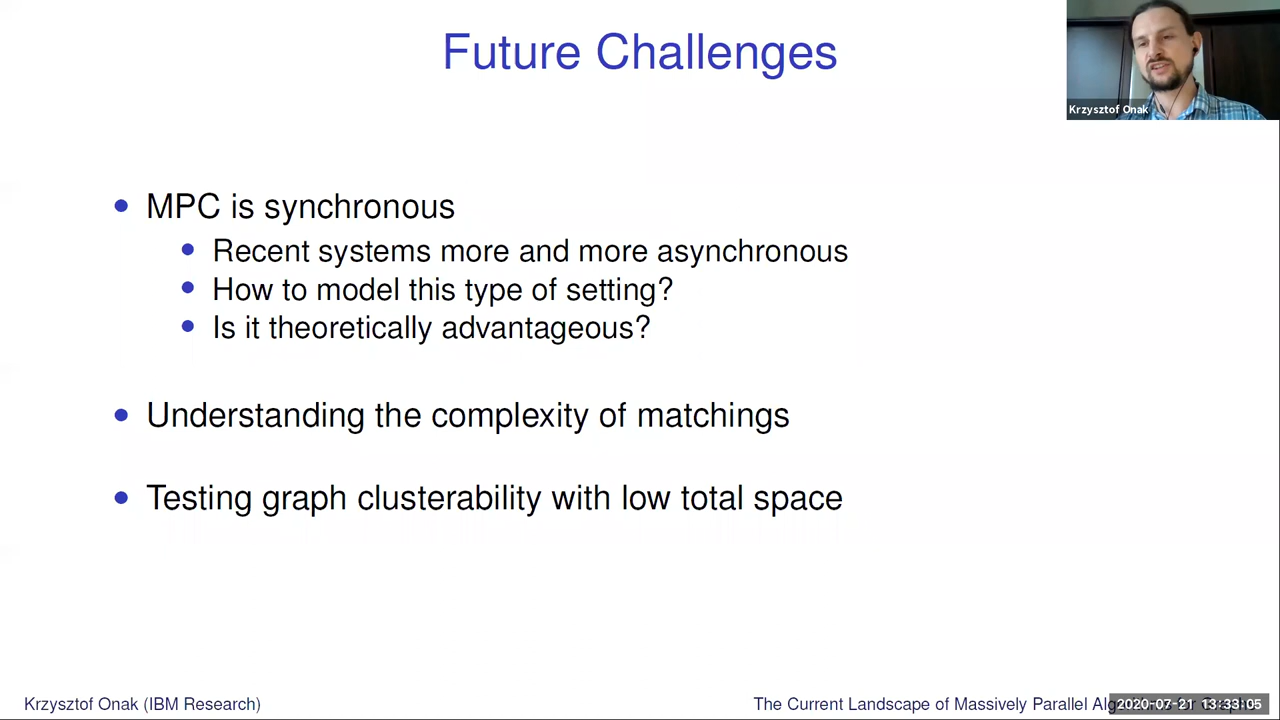 Future Challenges
Krzysztof Onak
MPC is synchronous
Recent systems more and more asynchronous
How to model this type of setting?
Is it theoretically advantageous?
Understanding the complexity of matchings
Testing graph clusterability with low total space
Krzysztof Onak (IBM Research)
The Current Landscape of Massively Parallel
2020-07-21 13:33:05